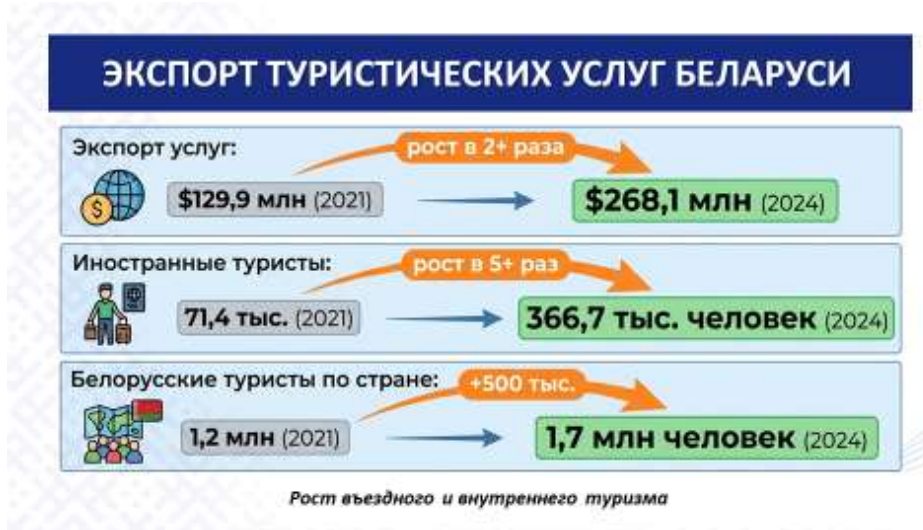 ЭКСПОРТ ТУРИСТИЧЕСКИХ УСЛУГ БЕЛАРУСИ
Экспорт услуг:
рост в 2+ раза
$
$129,9 млн (2021)
$268,1 млн (2024)
Иностранные туристы:
рост в 5+ раз
71,4 тыс. (2021)
366,7 тыс. человек (2024)
Белорусские туристы по стране:
+500 тыс.
1,2 млн (2021)
1,7 млн человек (2024)
Рост въездного и внутреннего туризма